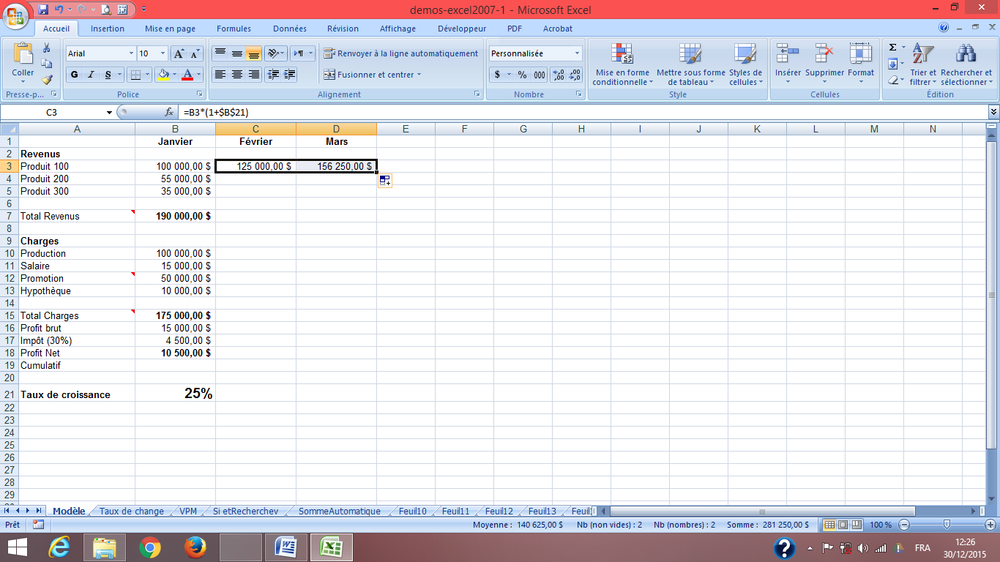 demos-excel2007-1 - Microsoft Excel
Accueil Insertion Mise en page Formules Données Révision Affichage Développeur PDF Acrobat
Coller Arial 10 Renvoyer à la ligne automatiquement Personnalisée Mise en forme conditionnelle Mettre sous forme de tableau Styles de cellules Insérer Supprimer Format Σ Trier et filtrer Rechercher et sélectionner
G I S Fusionner et centrer $ % 000
Presse-p... Police Alignement Nombre Style Cellules Édition
C3 fx =B3*(1+$B$21)
A B C D E F G H I J K L M N
1 Janvier Février Mars
2 Revenus
3 Produit 100 100 000,00 $ 125 000,00 $ 156 250,00 $
4 Produit 200 55 000,00 $
5 Produit 300 35 000,00 $
6
7 Total Revenus 190 000,00 $
8
9 Charges
10 Production 100 000,00 $
11 Salaire 15 000,00 $
12 Promotion 50 000,00 $
13 Hypothèque 10 000,00 $
14
15 Total Charges 175 000,00 $
16 Profit brut 15 000,00 $
17 Impôt (30%) 4 500,00 $
18 Profit Net 10 500,00 $
19 Cumulatif
20
21 Taux de croissance 25%
22
23
24
25
26
27
28
29
Modèle Taux de change VPM Si etRecherchev SommeAutomatique Feuil10 Feuil11 Feuil12 Feuil13
Prêt Moyenne : 140 625,00 $ Nb (non vides) : 2 Nb (nombres) : 2 Somme : 281 250,00 $ 100 %
FRA 12:26
30/12/2015